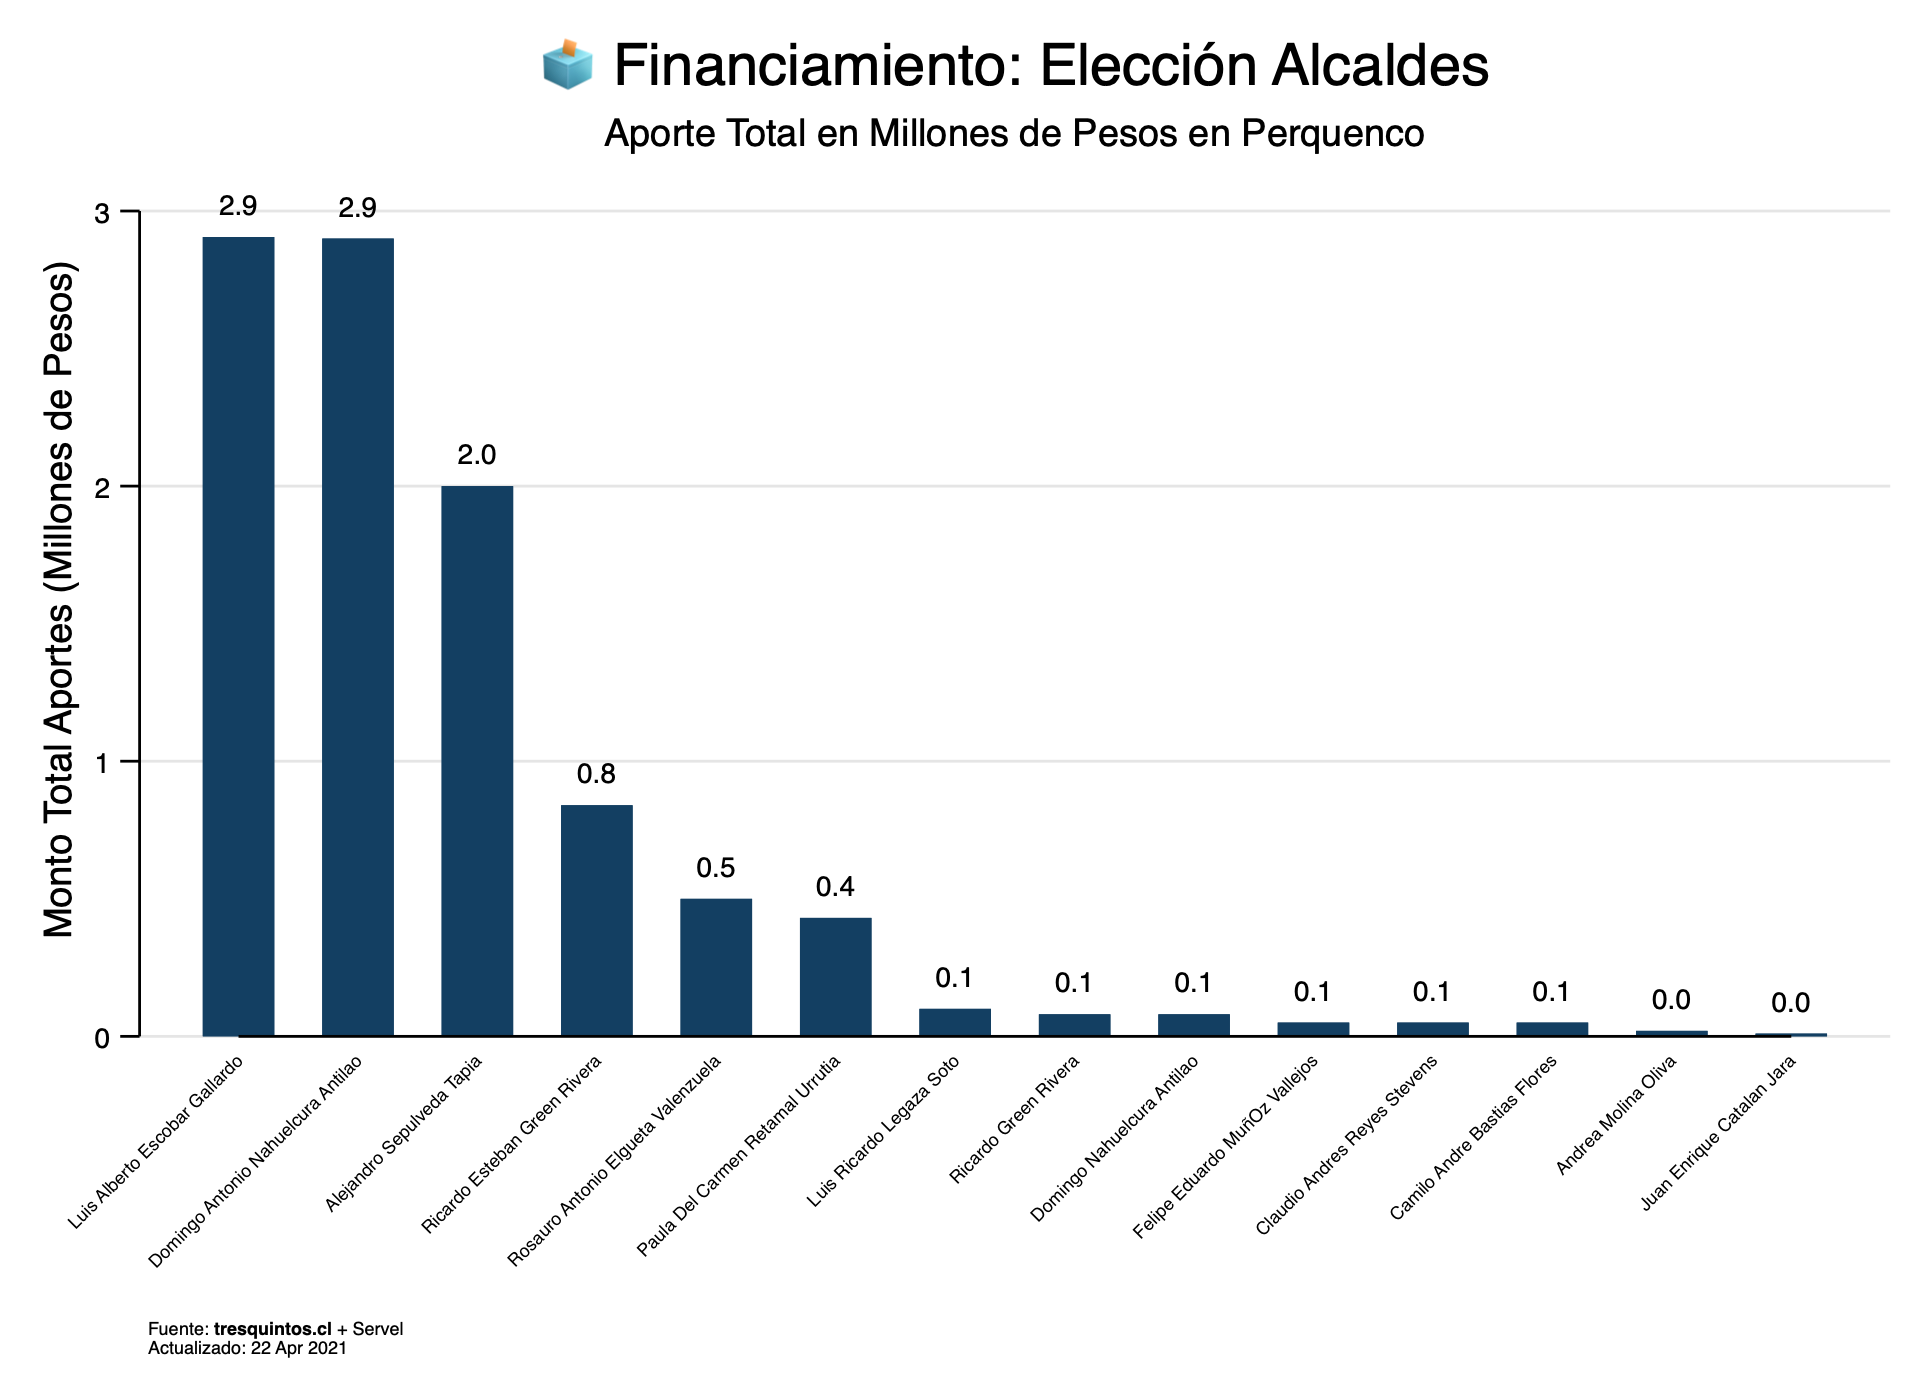 Financiamiento: Elección Alcaldes
Aporte Total en Millones de Pesos en Perquenco
Monto Total Aportes (Millones de Pesos)
3
2
1
0
2.9
2.9
2.0
0.8
0.5
0.4
0.1
0.1
0.1
0.1
0.1
0.1
0.0
0.0
Luis Alberto Escobar Gallardo
Domingo Antonio Nahuelcura Antilao
Alejandro Sepulveda Tapia
Ricardo Esteban Green Rivera
Rosauro Antonio Elgueta Valenzuela
Paula Del Carmen Retamal Urrutia
Luis Ricardo Legaza Soto
Ricardo Green Rivera
Domingo Nahuelcura Antilao
Felipe Eduardo MuñOz Vallejos
Claudio Andres Reyes Stevens
Camilo Andre Bastias Flores
Andrea Molina Oliva
Juan Enrique Catalan Jara
Fuente: tresquintos.cl + Servel
Actualizado: 22 Apr 2021